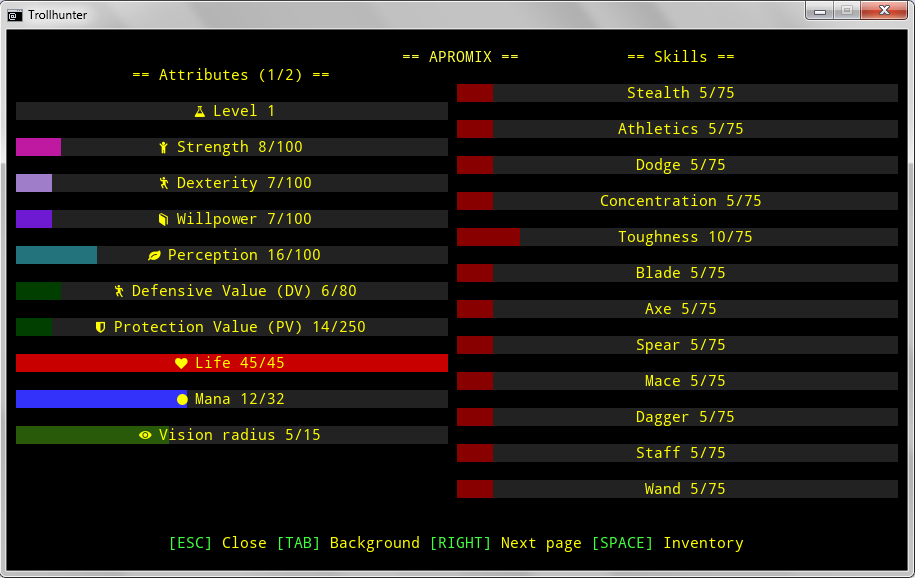 Trollhunter
== APROMIX ==
== Attributes (1/2) ==
Level 1
Strength 8/100
Dexterity 7/100
Willpower 7/100
Perception 16/100
Defensive Value (DV) 6/80
Protection Value (PV) 14/250
Life 45/45
Mana 12/32
Vision radius 5/15
== Skills ==
Stealth 5/75
Athletics 5/75
Dodge 5/75
Concentration 5/75
Toughness 10/75
Blade 5/75
Axe 5/75
Spear 5/75
Mace 5/75
Dagger 5/75
Staff 5/75
Wand 5/75
[ESC] Close [TAB] Background [RIGHT] Next page [SPACE] Inventory